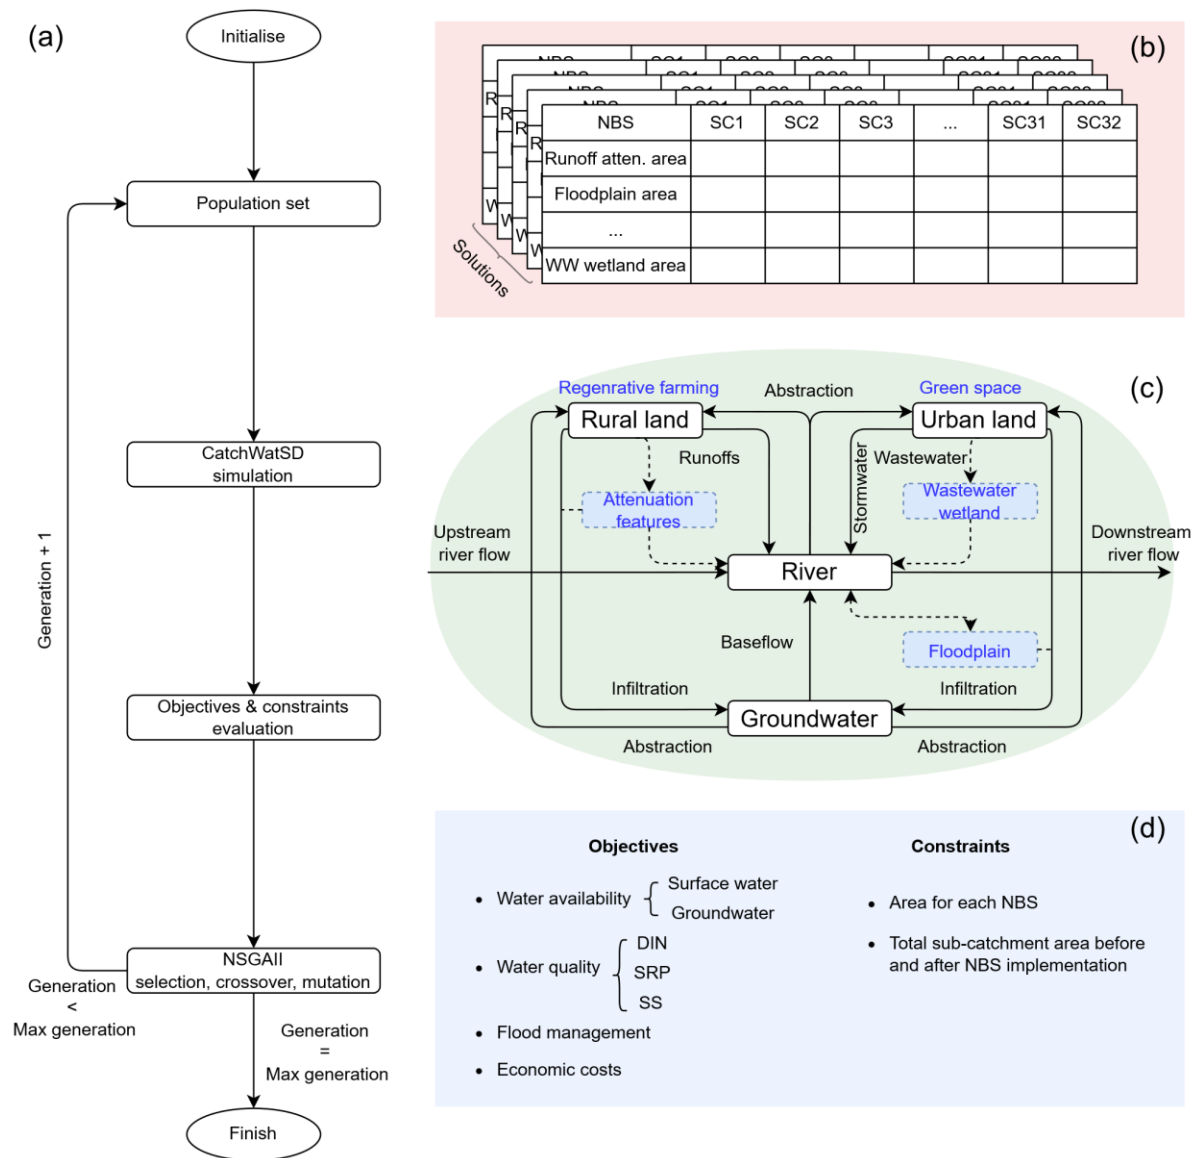 (a)
Initialise
Population set
CatchWatSD
simulation
Generation + 1
Objectives & constraints
evaluation
NSGAII
selection, crossover, mutation
Generation
<
Max generation
Generation
=
Max generation
Finish
(b)
NBS SC1 SC2 SC3 ... SC31 SC32
Runoff atten. area
Floodplain area
...
WW wetland area
Solutions
(c)
Regenrative farming
Abstraction
Green space
Rural land
Urban land
Runoffs
Stormwater
Wastewater
Attenuation
features
Wastewater
wetland
Upstream
river flow
Downstream
river flow
River
Baseflow
Floodplain
Infiltration
Infiltration
Groundwater
Abstraction
Abstraction
(d)
Objectives
Constraints
• Water availability { Surface water
Groundwater
• Water quality { DIN
SRP
SS
• Flood management
• Economic costs
• Area for each NBS
• Total sub-catchment area before
and after NBS implementation